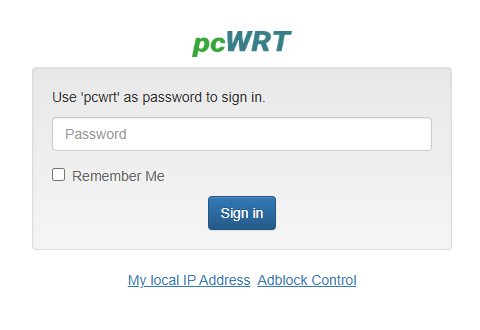 pcWRT
Use 'pcwrt' as password to sign in.
Password
Remember Me
Sign in
My local IP Address Adblock Control